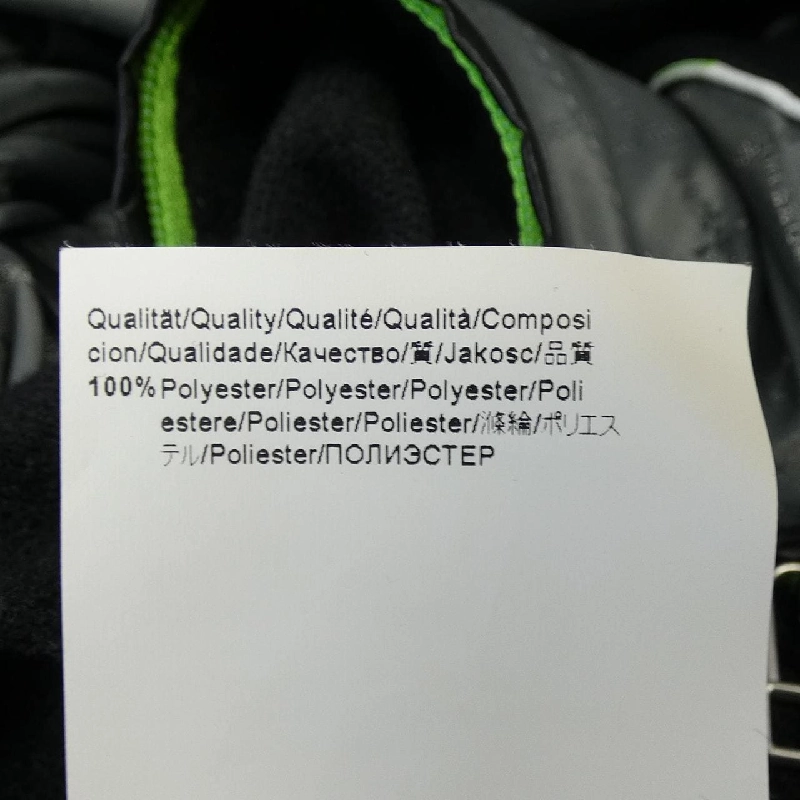 Qualität/Quality/Qualité/Qualità/Composi
cion/Qualidade/Качество/質/Jakosc/品質
100% Polyester/Polyester/Polyester/Poli
estere/Poliester/Poliester/滌綸/ポリエス
テル/Poliester/ПОЛИЭСТЕР